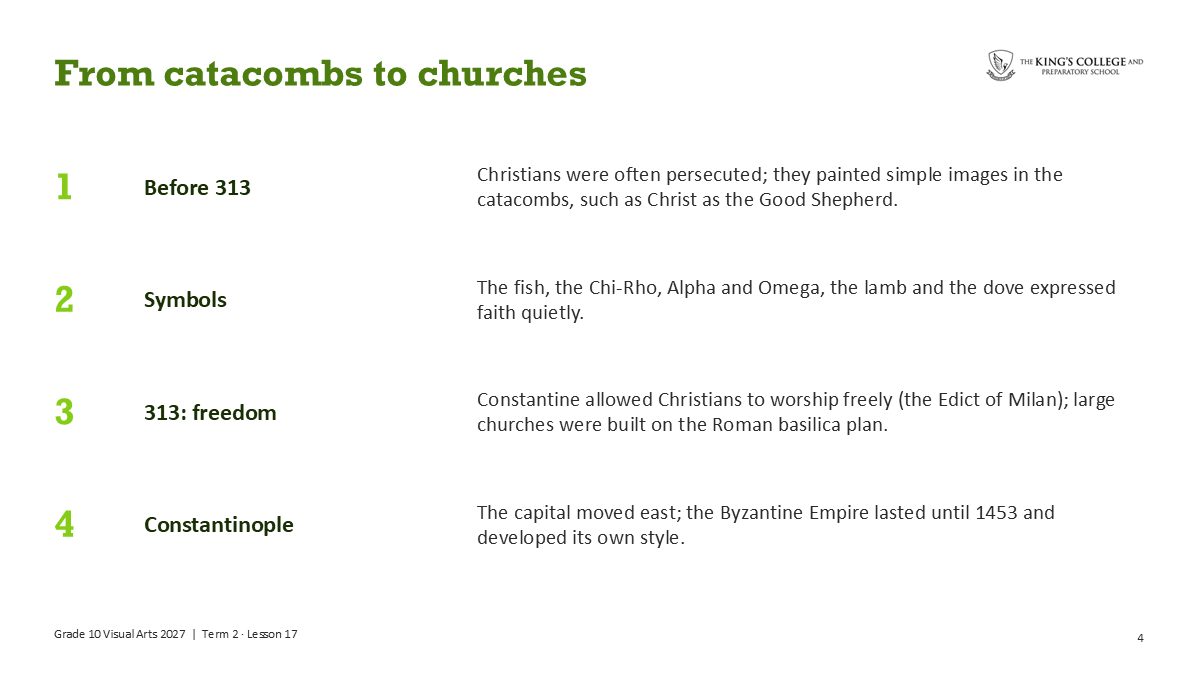 From catacombs to churches
THE KING'S COLLEGE AND
PREPARATORY SCHOOL
1
Before 313
Christians were often persecuted; they painted simple images in the
catacombs, such as Christ as the Good Shepherd.
2
Symbols
The fish, the Chi-Rho, Alpha and Omega, the lamb and the dove expressed
faith quietly.
3
313: freedom
Constantine allowed Christians to worship freely (the Edict of Milan); large
churches were built on the Roman basilica plan.
4
Constantinople
The capital moved east; the Byzantine Empire lasted until 1453 and
developed its own style.
Grade 10 Visual Arts 2027 | Term 2 · Lesson 17
4